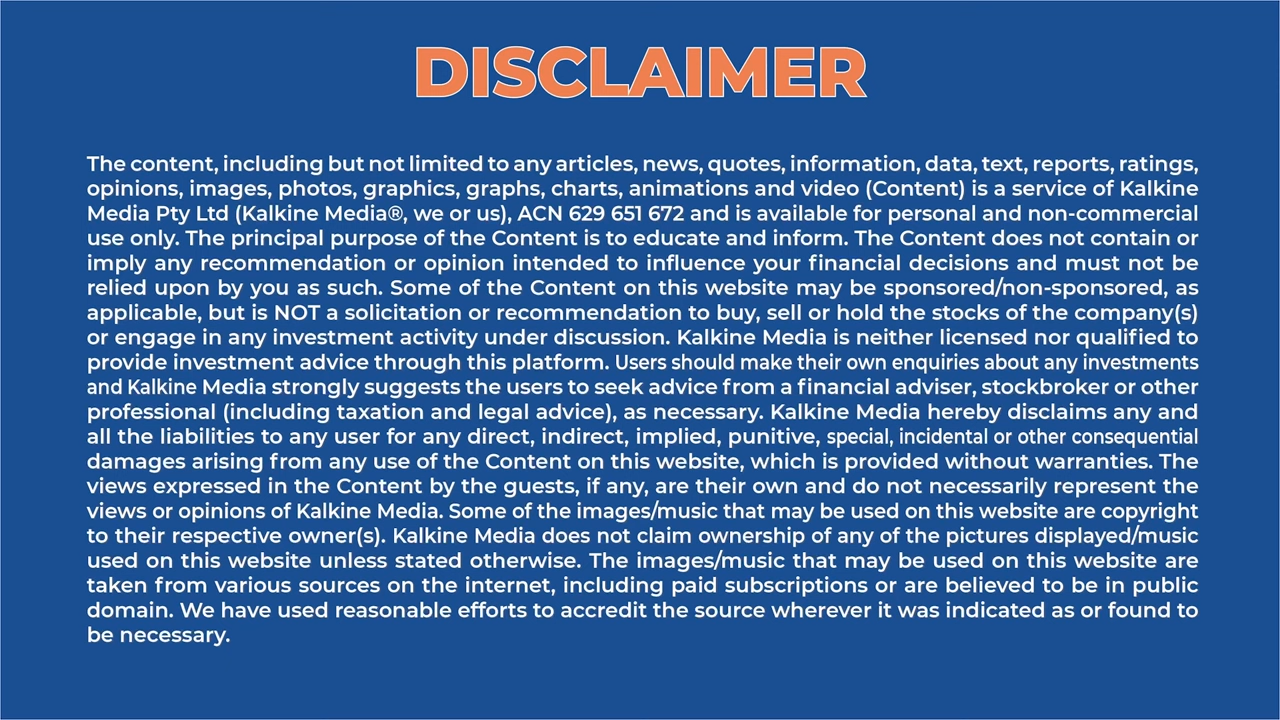 DISCLAIMER
The content, including but not limited to any articles, news, quotes, information, data, text, reports, ratings,
opinions, images, photos, graphics, graphs, charts, animations and video (Content) is a service of Kalkine
Media Pty Ltd (Kalkine Media®, we or us), ACN 629 651 672 and is available for personal and non-commercial
use only. The principal purpose of the Content is to educate and inform. The Content does not contain or
imply any recommendation or opinion intended to influence your financial decisions and must not be
relied upon by you as such. Some of the Content on this website may be sponsored/non-sponsored, as
applicable, but is NOT a solicitation or recommendation to buy, sell or hold the stocks of the company(s)
or engage in any investment activity under discussion. Kalkine Media is neither licensed nor qualified to
provide investment advice through this platform. Users should make their own enquiries about any investments
and Kalkine Media strongly suggests the users to seek advice from a financial adviser, stockbroker or other
professional (including taxation and legal advice), as necessary. Kalkine Media hereby disclaims any and
all the liabilities to any user for any direct, indirect, implied, punitive, special, incidental or other consequential
damages arising from any use of the Content on this website, which is provided without warranties. The
views expressed in the Content by the guests, if any, are their own and do not necessarily represent the
views or opinions of Kalkine Media. Some of the images/music that may be used on this website are copyright
to their respective owner(s). Kalkine Media does not claim ownership of any of the pictures displayed/music
used on this website unless stated otherwise. The images/music that may be used on this website are
taken from various sources on the internet, including paid subscriptions or are believed to be in public
domain. We have used reasonable efforts to accredit the source wherever it was indicated as or found to
be necessary.